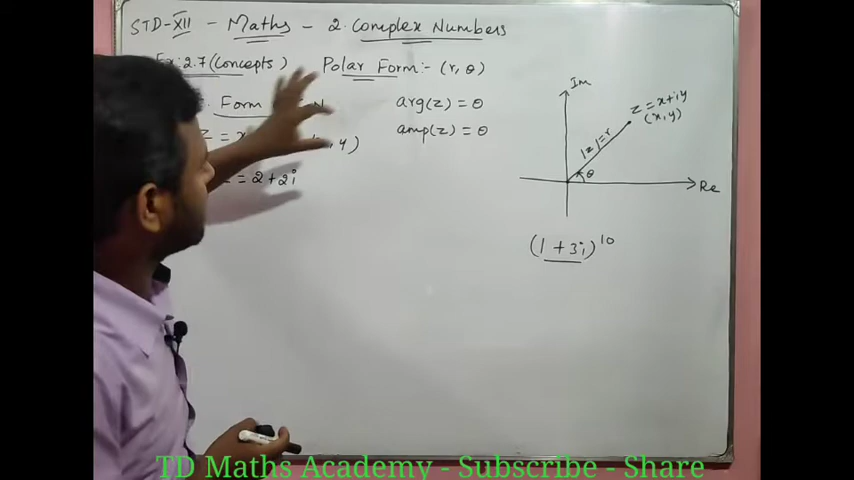 STD-XII - Maths - 2. Complex Numbers
Ex: 2.7 (Concepts)
Polar Form:- (r, θ)
Form
arg(z) = θ
Z =
, y)
amp(z) = θ
= 2 + 2i
Im
Z = x+iy
(x, y)
|z| = r
θ
Re
(1 + 3i)¹⁰
TD Maths Academy - Subscribe - Share